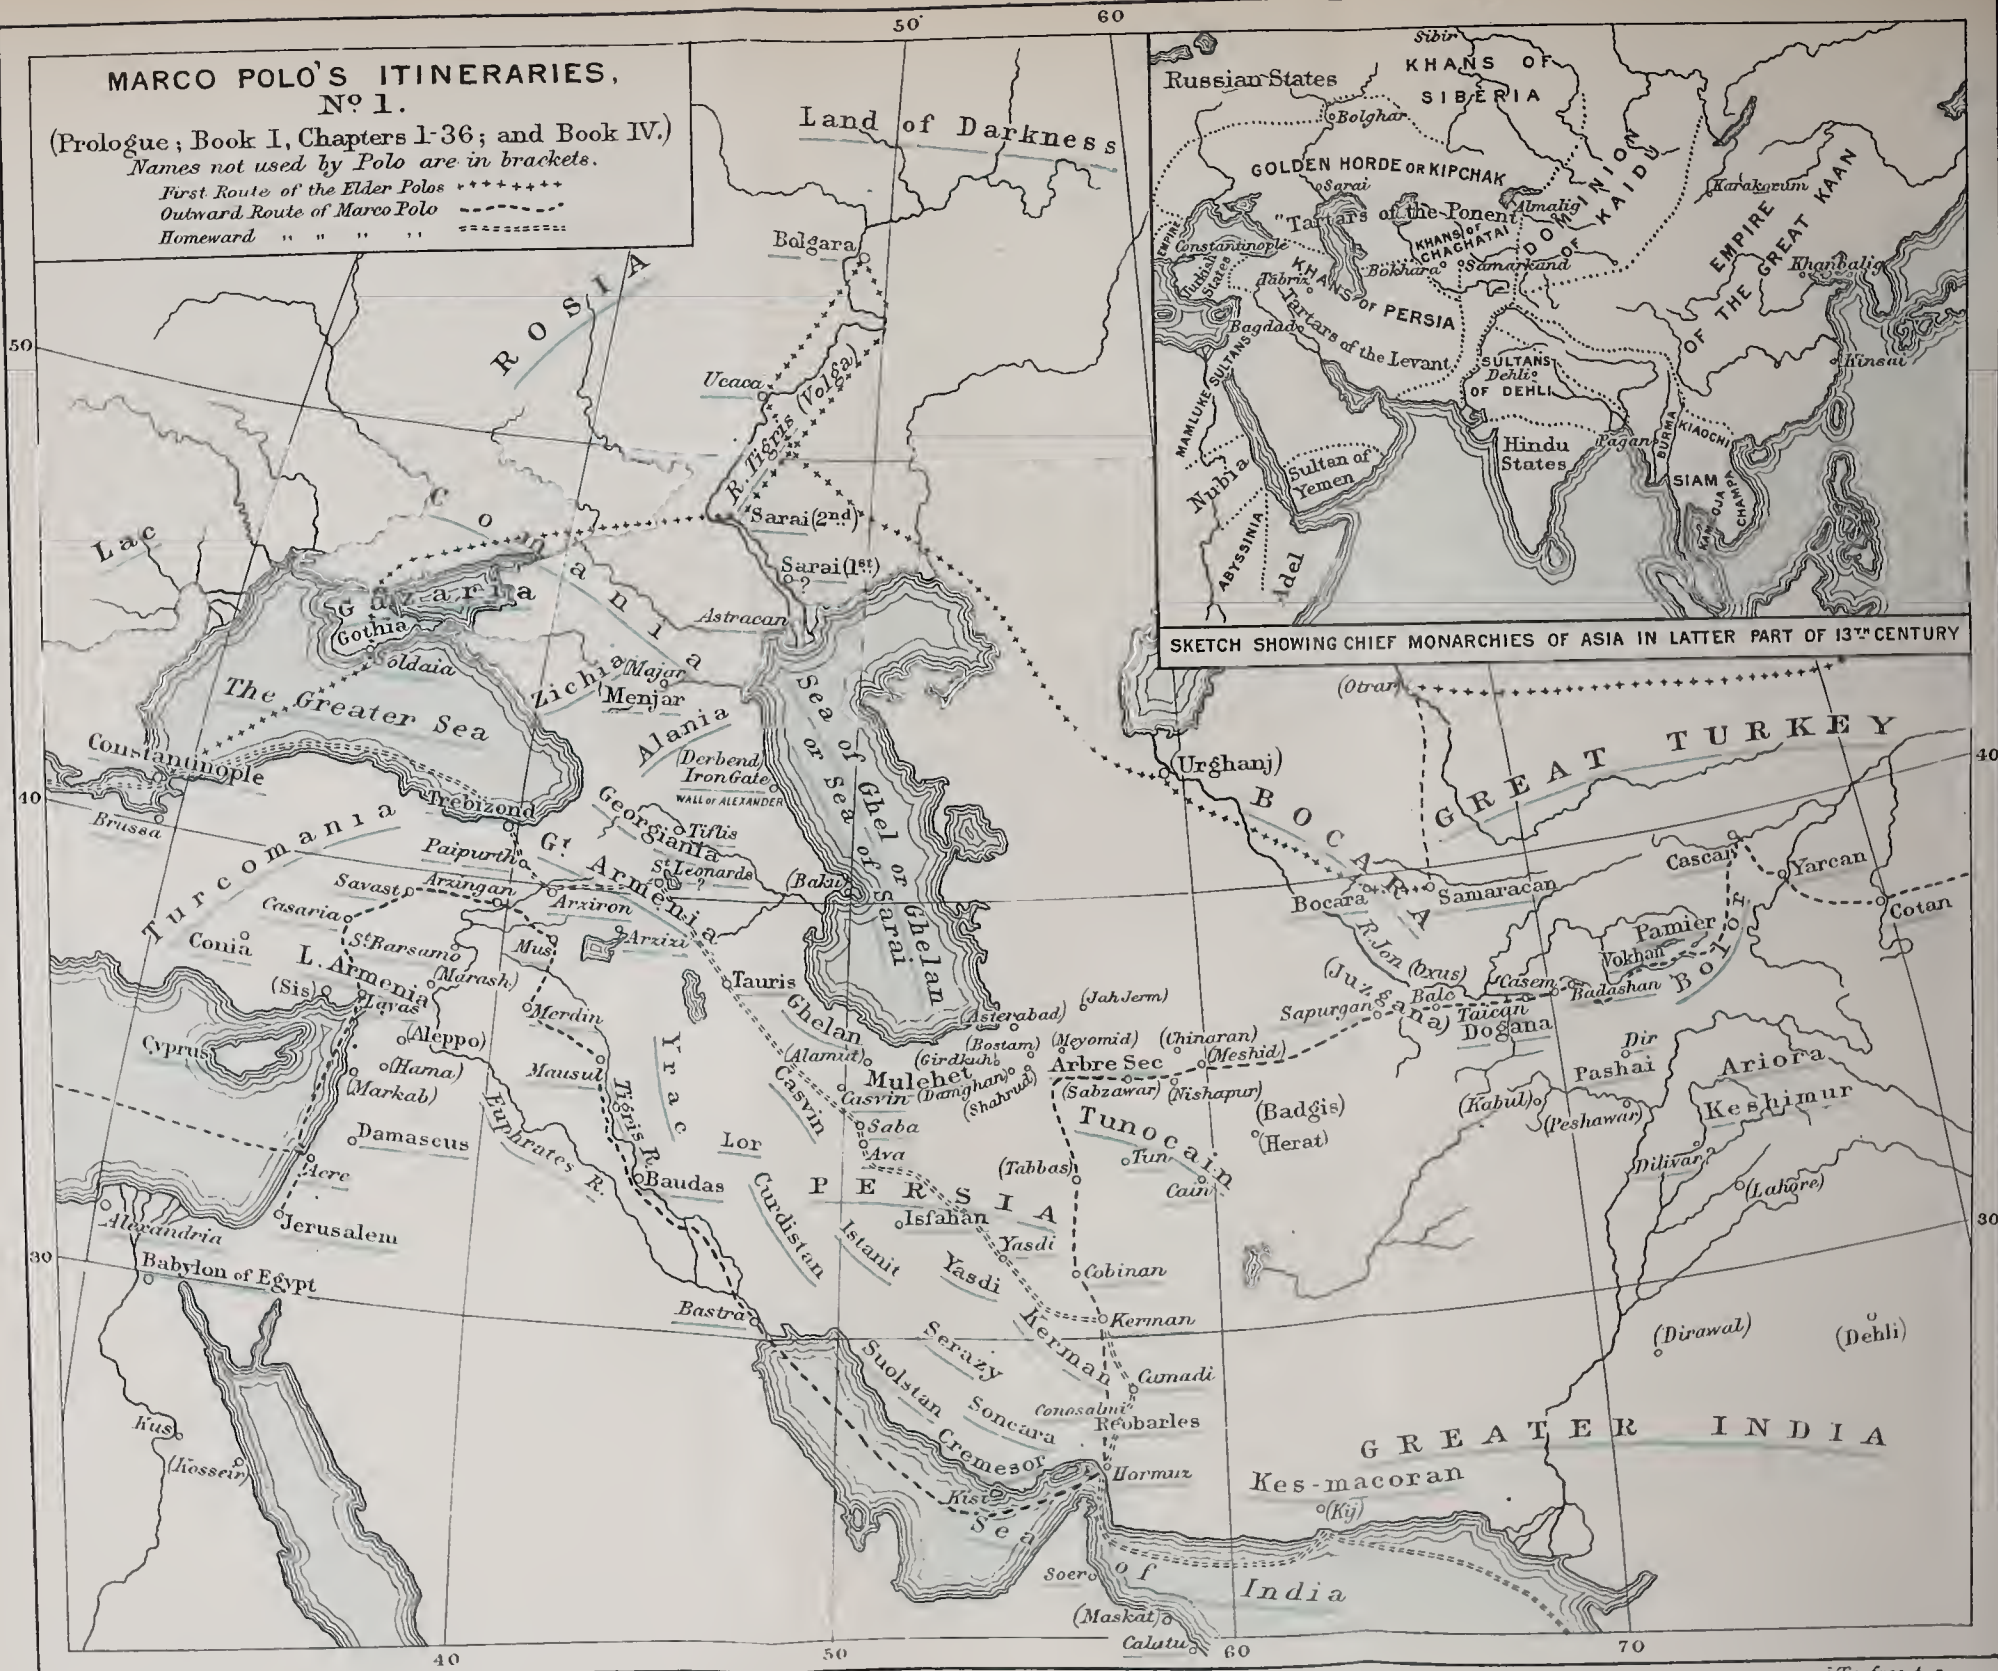 50
60
MARCO POLO'S ITINERARIES,
Nº 1.
(Prologue; Book I, Chapters 1-36; and Book IV.)
Names not used by Polo are in brackets.
First Route of the Elder Polos
Outward Route of Marco Polo
Homeward " " " "
Land of Darkness
Bolgara
ROSIA
50
Ucaca
R. Tigris (Volga)
Sarai (2nd)
Comania
Lac
Sarai (1st)
?
Gazaria
Gothia
Astracan
Soldaia
Zichia
(Majar)
Menjar
The Greater Sea
Alania
Constantinople
(Derbend)
Iron Gate
WALL OF ALEXANDER
Sea of Ghel or Ghelan
or Sea of Sarai
40
Brussa
Trebizond
Georgiania
Tiflis
Turcomania
Paipurth
Gt. Armenia
St. Leonards
?
(Baku)
Savast
Arzingan
Arziron
Casaria
Conia
St. Barsamo
Mus
Arzizi
L. Armenia
(Marash)
(Sis)
Layas
Merdin
Tauris
Ghelan
(Asterabad)
(Jah Jerm)
Cyprus
(Aleppo)
(Hama)
(Markab)
Mausul
Yrac
(Alamut)
(Girdkuh)
(Bostam)
(Meyomid)
(Chinaran)
(Meshid)
Mulehet
Arbre Sec
Casvin
Casvin
(Damghan)
(Shahrud)
(Sabzawar)
(Nishapur)
Euphrates R.
Tigris R.
Damascus
Saba
Ava
Lor
Tunocain
(Badgis)
(Herat)
Tun
Cain
(Tabbas)
Acre
Baudas
PERSIA
Curdistan
Isfahan
Istanit
Yasdi
Yasdi
Jerusalem
Alexandria
30
Babylon of Egypt
Cobinan
Bastra
Kerman
Kerman
Serazy
Suolstan
Camadi
Conosalmi
Reobarles
Soncara
Cremesor
Hormuz
Kus
(Kosseir)
Kisi
Sea of India
Soer
(Maskat)
Calatu
(Urghanj)
BOCARA
Bocara
Samaracan
(Otrar)
GREAT TURKEY
40
Cascar
Yarcan
Cotan
Pamier
Vokhan
Bolor
R. Jon (Oxus)
(Juzgana)
Sapurgan
Balc
Taican
Casem
Badashan
Dogana
Dir
Pashai
Ariora
Keshimur
(Kabul)
(Peshawar)
Dilivar?
(Lahore)
30
(Dirawal)
(Dehli)
GREATER INDIA
Kes-macoran
(Kij)
40
50
60
70
Sibir
KHANS OF
SIBERIA
Russian States
Bolghar
GOLDEN HORDE OR KIPCHAK
Sarai
"Tartars of the Ponent"
Almalig
DOMINION
OF KAIDU
Karakorum
EMPIRE
OF THE GREAT KAAN
EMPIRE
Constantinople
Turkish
States
KHANS OF
CHAGHATAI
Bokhara
Samarkand
Khanbalig
Tabriz
KHANS OF PERSIA
Tartars of the Levant
Bagdad
MAMLUKE SULTANS
SULTANS
Dehli
OF DEHLI
Kinsai
Pagan
BURMA
KIAOCHI
Hindu
States
Sultan of
Yemen
Nubia
SIAM
CHAMPA
ABYSSINIA
Adel
SKETCH SHOWING CHIEF MONARCHIES OF ASIA IN LATTER PART OF 13TH CENTURY